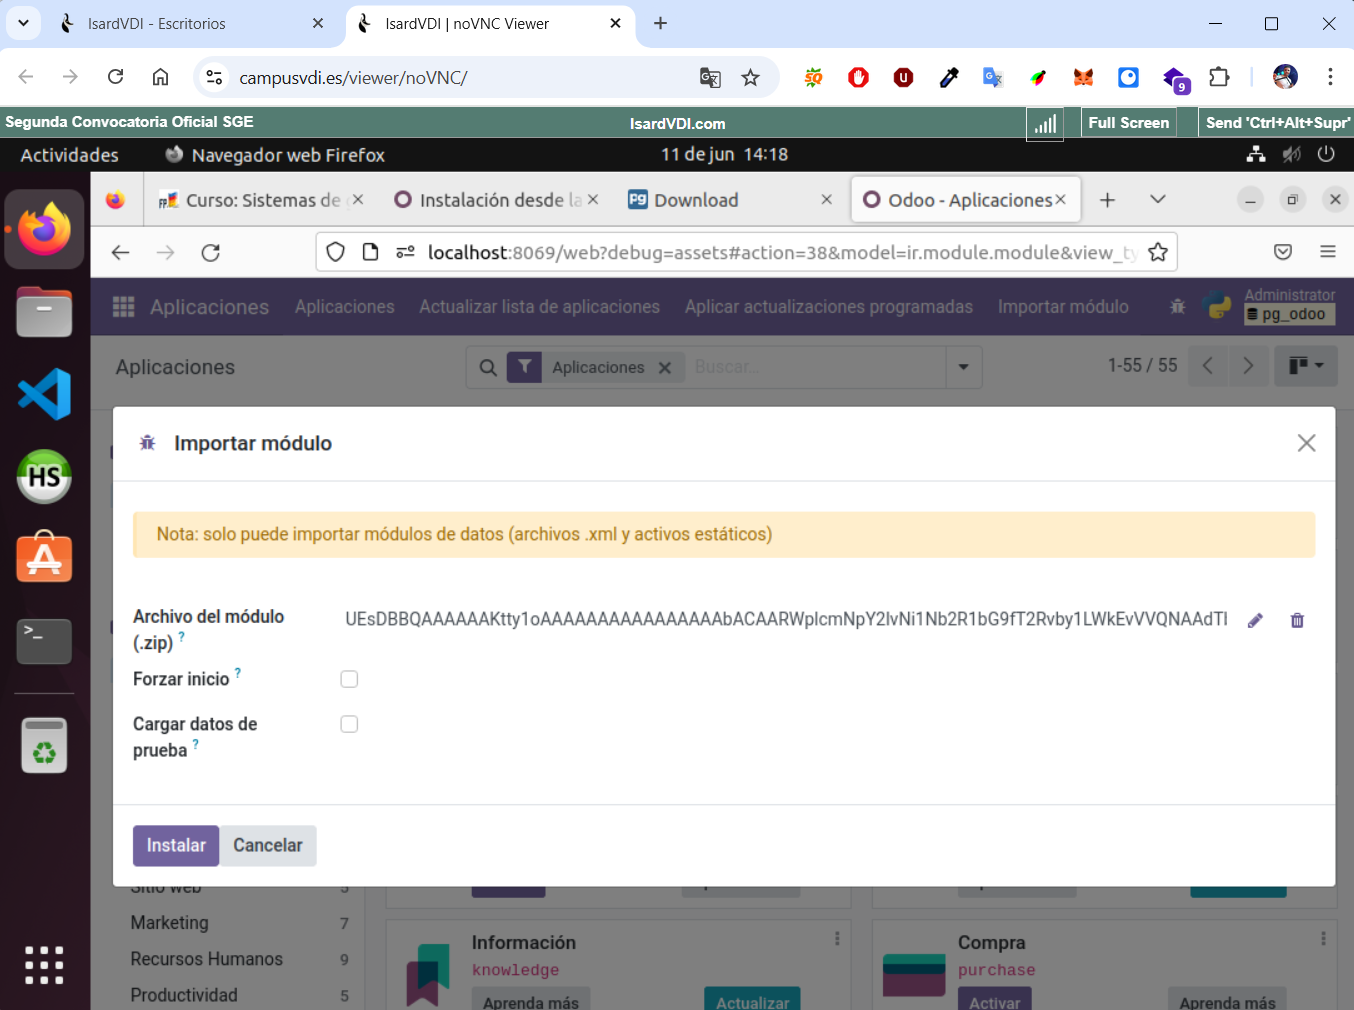 IsardVDI - Escritorios
IsardVDI | noVNC Viewer
campusvdi.es/viewer/noVNC/
9
Segunda Convocatoria Oficial SGE
IsardVDI.com
Full Screen
Send 'Ctrl+Alt+Supr'
Actividades
Navegador web Firefox
11 de jun 14:18
Curso: Sistemas de
Instalación desde la
Download
Odoo - Aplicaciones
localhost:8069/web?debug=assets#action=38&model=ir.module.module&view_ty
Aplicaciones
Aplicaciones
Actualizar lista de aplicaciones
Aplicar actualizaciones programadas
Importar módulo
Administrator
pg_odoo
Aplicaciones
Aplicaciones
Buscar...
1-55 / 55
Importar módulo
Nota: solo puede importar módulos de datos (archivos .xml y activos estáticos)
Archivo del módulo
(.zip) ?
Forzar inicio ?
Cargar datos de
prueba ?
Instalar
Cancelar
Sitio web 5
Marketing 7
Recursos Humanos 9
Productividad 5
Información
knowledge
Aprenda más
Actualizar
Compra
purchase
Activar
Aprenda más
HS